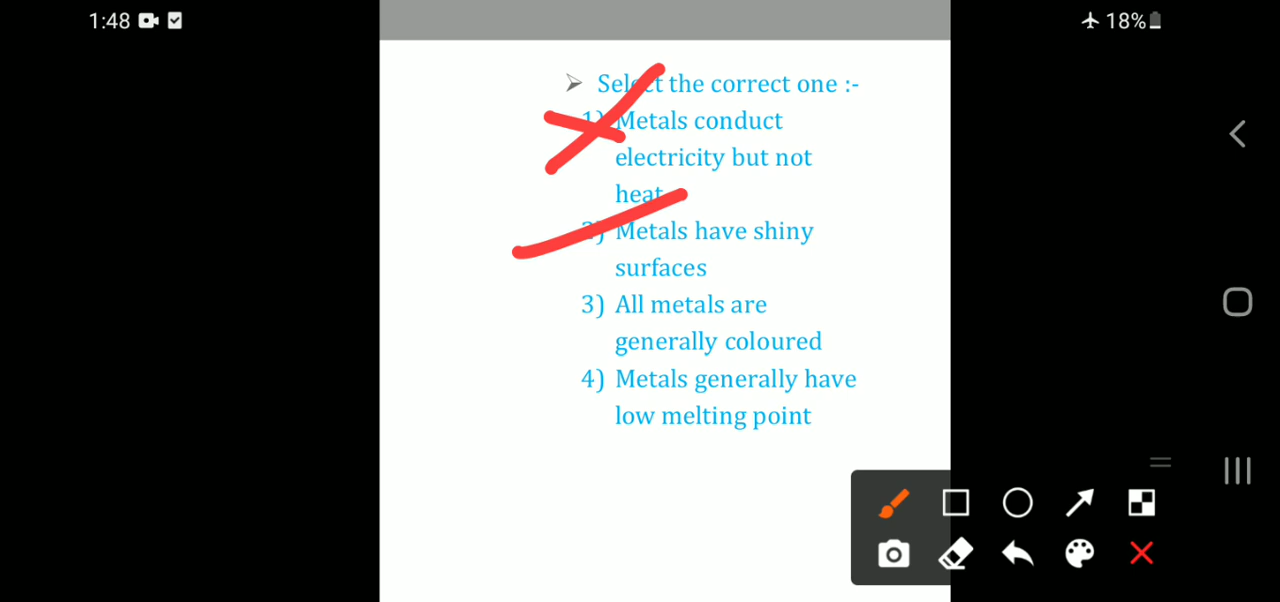 1:48
18%
➢ Select the correct one :-
1) Metals conduct
electricity but not
heat
2) Metals have shiny
surfaces
3) All metals are
generally coloured
4) Metals generally have
low melting point